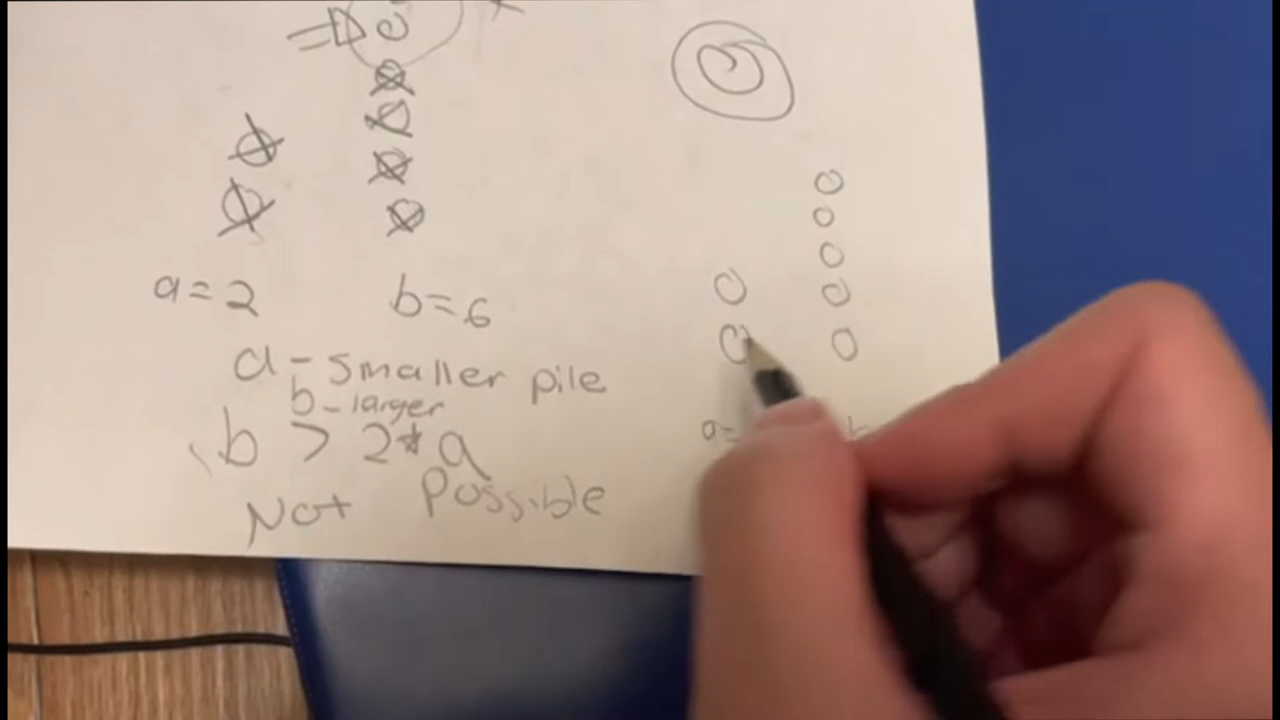 a=2 b=6
a - smaller pile
b - larger
b > 2*a
Not Possible
a=